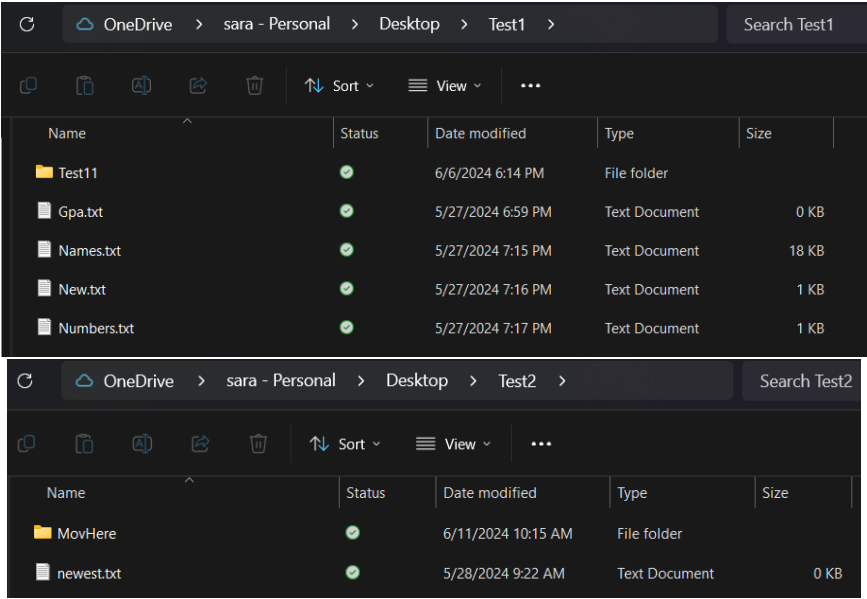 OneDrive > sara - Personal > Desktop > Test1 > Search Test1
Sort View ...
Name Status Date modified Type Size
Test11 6/6/2024 6:14 PM File folder
Gpa.txt 5/27/2024 6:59 PM Text Document 0 KB
Names.txt 5/27/2024 7:15 PM Text Document 18 KB
New.txt 5/27/2024 7:16 PM Text Document 1 KB
Numbers.txt 5/27/2024 7:17 PM Text Document 1 KB
OneDrive > sara - Personal > Desktop > Test2 > Search Test2
Sort View ...
Name Status Date modified Type Size
MovHere 6/11/2024 10:15 AM File folder
newest.txt 5/28/2024 9:22 AM Text Document 0 KB